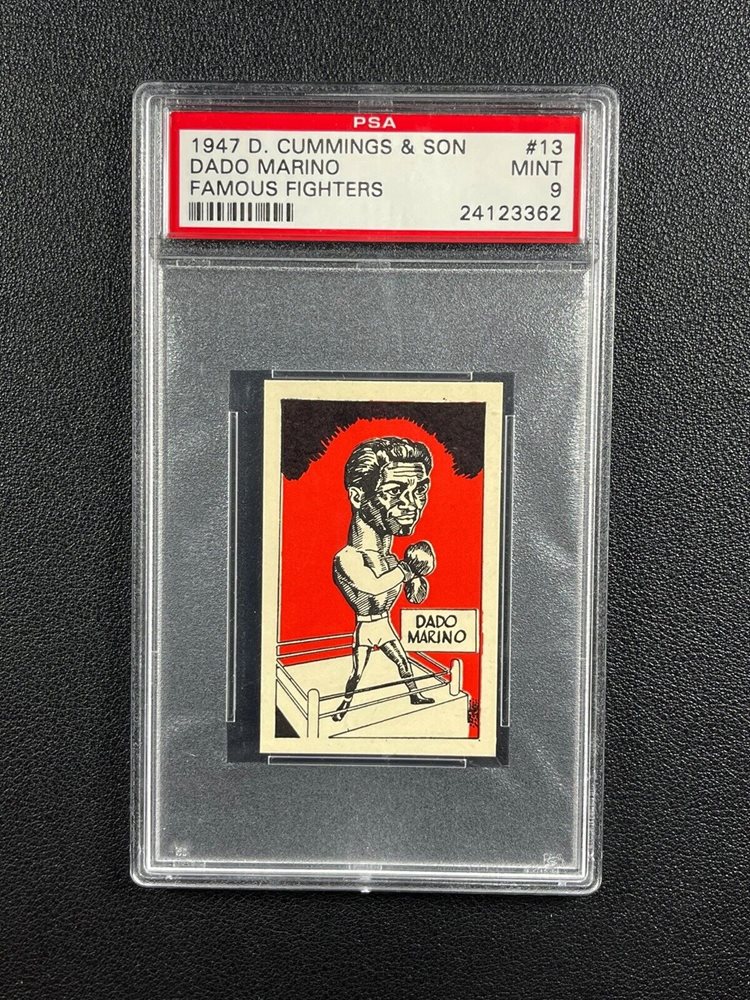 PSA
1947 D. CUMMINGS & SON #13
DADO MARINO MINT
FAMOUS FIGHTERS 9
24123362
DADO
MARINO